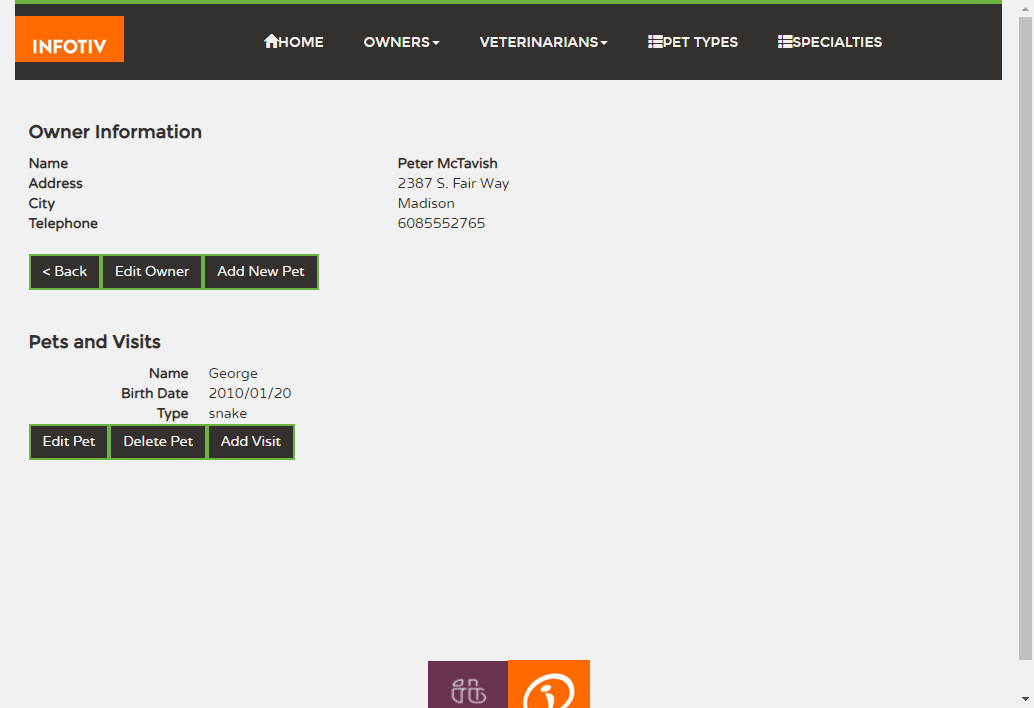 INFOTIV
HOME OWNERS VETERINARIANS PET TYPES SPECIALTIES
Owner Information
Name Peter McTavish
Address 2387 S. Fair Way
City Madison
Telephone 6085552765
< Back Edit Owner Add New Pet
Pets and Visits
Name George
Birth Date 2010/01/20
Type snake
Edit Pet Delete Pet Add Visit